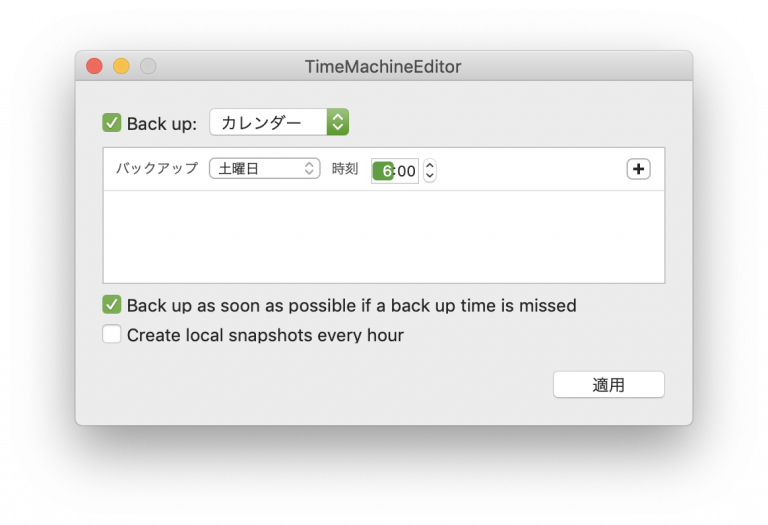 TimeMachineEditor
Back up: カレンダー
バックアップ 土曜日 時刻 6:00
Back up as soon as possible if a back up time is missed
Create local snapshots every hour
適用